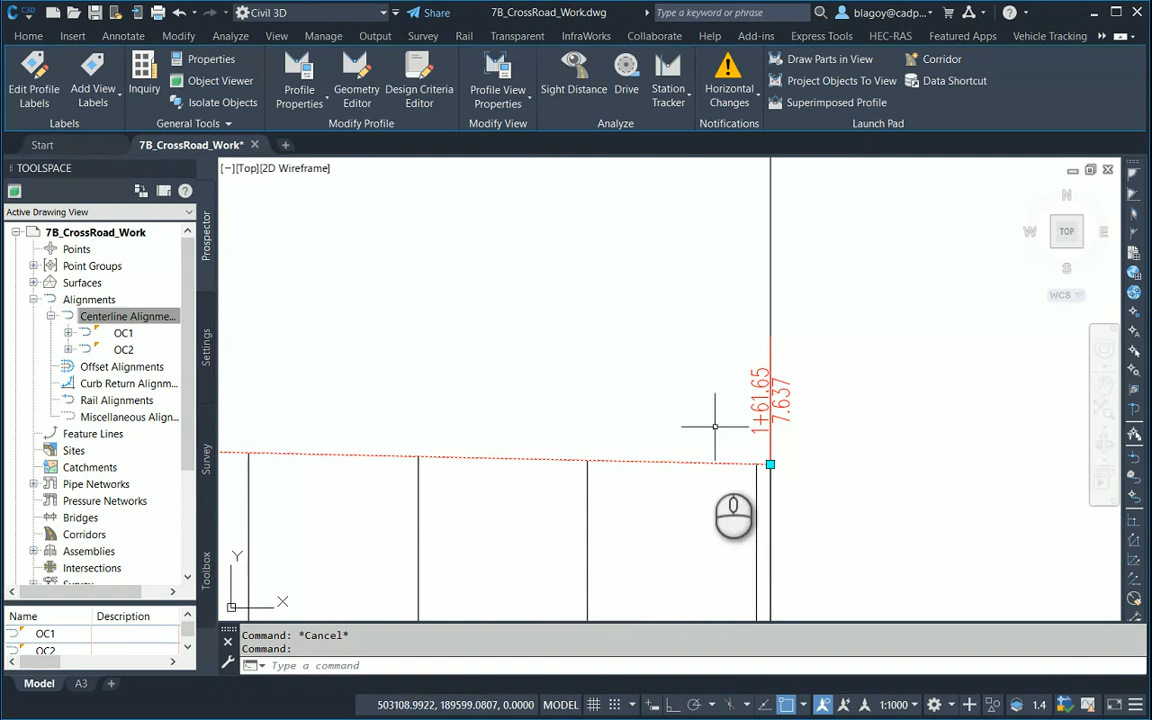 C3D Civil 3D Share 7B_CrossRoad_Work.dwg Type a keyword or phrase blagoy@cadp...
Home Insert Annotate Modify Analyze View Manage Output Survey Rail Transparent InfraWorks Collaborate Help Add-ins Express Tools HEC-RAS Featured Apps Vehicle Tracking
Edit Profile Labels
Add View Labels
Labels
Inquiry
Properties
Object Viewer
Isolate Objects
General Tools
Profile Properties
Geometry Editor
Design Criteria Editor
Modify Profile
Profile View Properties
Modify View
Sight Distance
Drive
Station Tracker
Analyze
Horizontal Changes
Notifications
Draw Parts in View
Project Objects To View
Superimposed Profile
Corridor
Data Shortcut
Launch Pad
Start 7B_CrossRoad_Work*
TOOLSPACE
Active Drawing View
7B_CrossRoad_Work
Points
Point Groups
Surfaces
Alignments
Centerline Alignme...
OC1
OC2
Offset Alignments
Curb Return Alignm...
Rail Alignments
Miscellaneous Align...
Feature Lines
Sites
Catchments
Pipe Networks
Pressure Networks
Bridges
Corridors
Assemblies
Intersections
Survey
Name Description
OC1
OC2
Prospector
Settings
Survey
Toolbox
[−][Top][2D Wireframe]
N
W TOP E
S
WCS
1+61.65
7.637
Y
X
Command: *Cancel*
Command:
Type a command
Model A3
503108.9922, 189599.0807, 0.0000 MODEL 1:1000 1.4